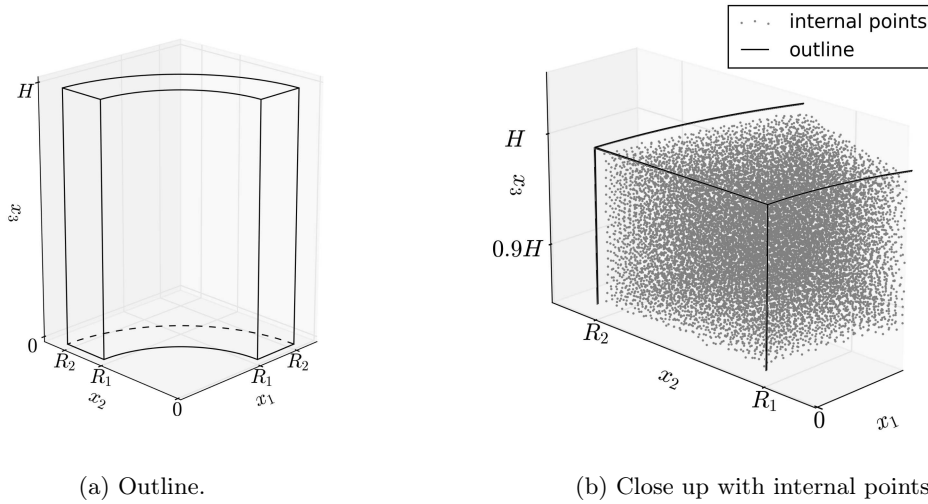 internal points
outline
H
x₃
0
R₂
R₁
x₂
0
R₁
R₂
x₁
H
x₃
0.9H
R₂
x₂
R₁
0
x₁
(a) Outline.
(b) Close up with internal points